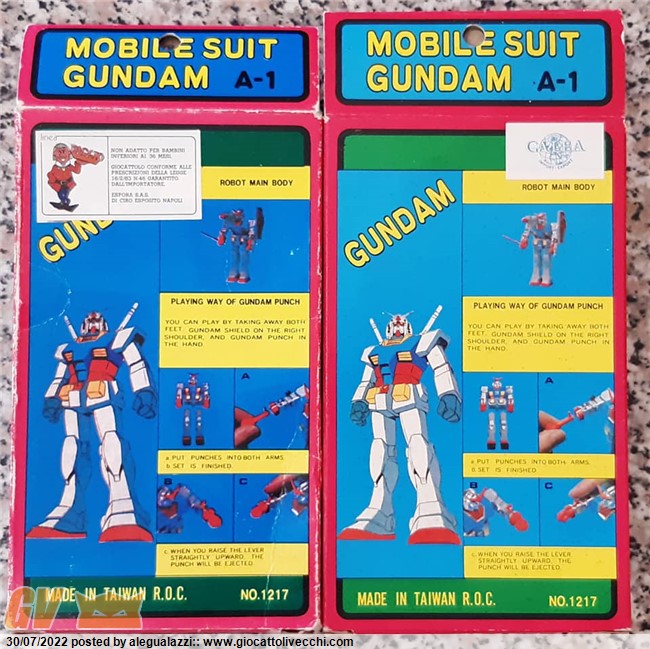 MOBILE SUIT
GUNDAM A-1
NON ADATTO PER BAMBINI
INFERIORI AI 36 MESI.
GIOCATTOLO CONFORME ALLE
PRESCRIZIONI DELLA LEGGE
18/2/83 N 46 GARANTITO
DALL'IMPORTATORE.
ESPORA S.A.S.
DI CIRO ESPOSITO NAPOLI
ROBOT MAIN BODY
PLAYING WAY OF GUNDAM PUNCH
YOU CAN PLAY BY TAKING AWAY BOTH
FEET, GUNDAM SHIELD ON THE RIGHT
SHOULDER, AND GUNDAM PUNCH IN
THE HAND.
A
a. PUT PUNCHES INTO BOTH ARMS.
b. SET IS FINISHED.
B
C
c. WHEN YOU RAISE THE LEVER
STRAIGHTLY UPWARD, THE
PUNCH WILL BE EJECTED.
MADE IN TAIWAN R.O.C. NO.1217
MOBILE SUIT
GUNDAM A-1
ROBOT MAIN BODY
GUNDAM
PLAYING WAY OF GUNDAM PUNCH
YOU CAN PLAY BY TAKING AWAY BOTH
FEET, GUNDAM SHIELD ON THE RIGHT
SHOULDER, AND GUNDAM PUNCH IN
THE HAND.
A
a. PUT PUNCHES INTO BOTH ARMS.
b. SET IS FINISHED.
B
C
c. WHEN YOU RAISE THE LEVER
STRAIGHTLY UPWARD, THE
PUNCH WILL BE EJECTED.
MADE IN TAIWAN R.O.C. NO.1217
30/07/2022 posted by alegualazzi:: www.giocattolivecchi.com